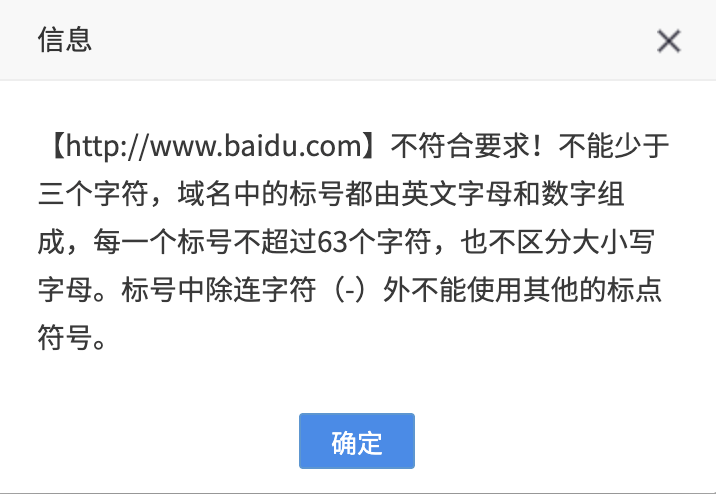 信息
【http://www.baidu.com】不符合要求！不能少于
三个字符，域名中的标号都由英文字母和数字组
成，每一个标号不超过63个字符，也不区分大小写
字母。标号中除连字符（-）外不能使用其他的标点
符号。
确定